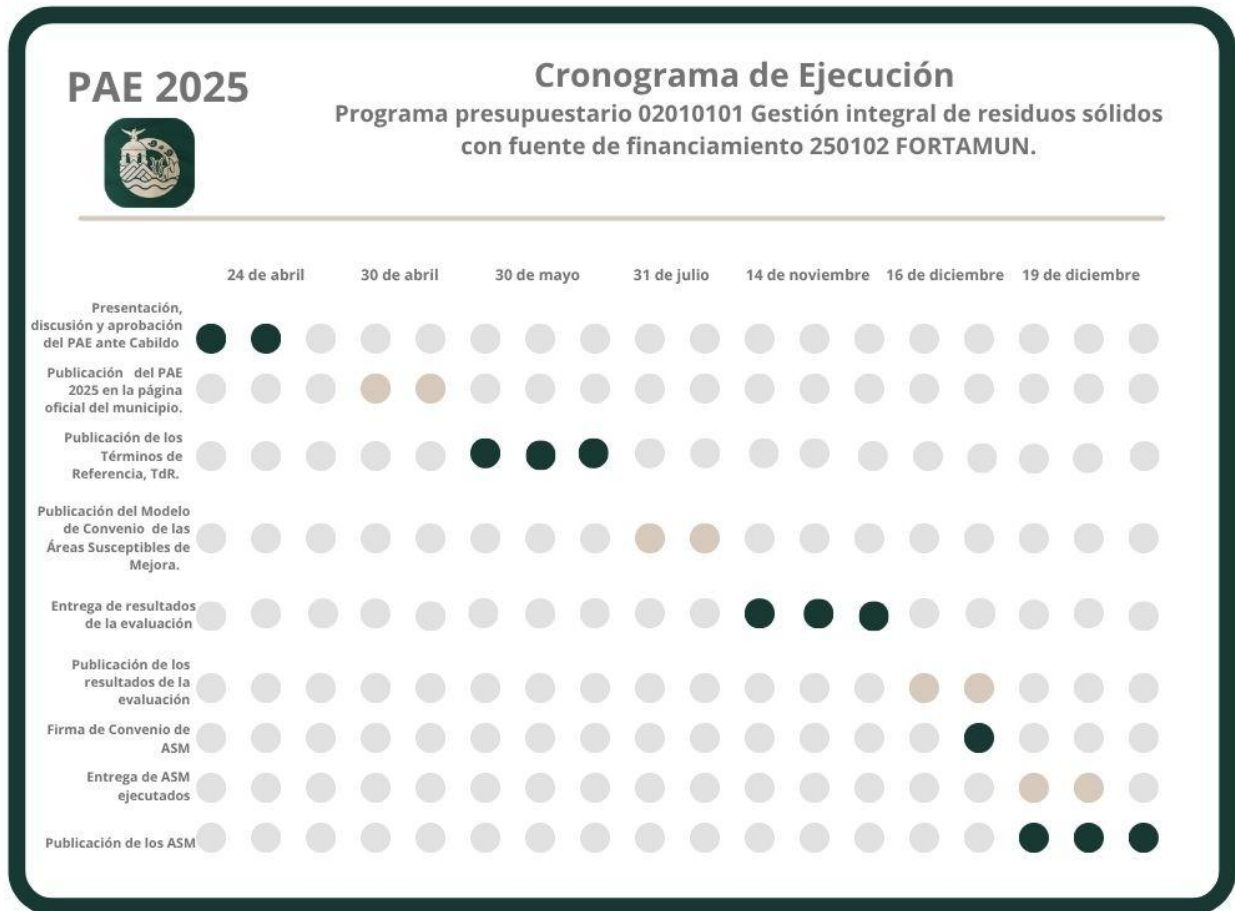 PAE 2025
Cronograma de Ejecución
Programa presupuestario 02010101 Gestión integral de residuos sólidos
con fuente de financiamiento 250102 FORTAMUN.
24 de abril 30 de abril 30 de mayo 31 de julio 14 de noviembre 16 de diciembre 19 de diciembre
Presentación,
discusión y aprobación
del PAE ante Cabildo
Publicación del PAE
2025 en la página
oficial del municipio.
Publicación de los
Términos de
Referencia, TdR.
Publicación del Modelo
de Convenio de las
Áreas Susceptibles de
Mejora.
Entrega de resultados
de la evaluación
Publicación de los
resultados de la
evaluación
Firma de Convenio de
ASM
Entrega de ASM
ejecutados
Publicación de los ASM